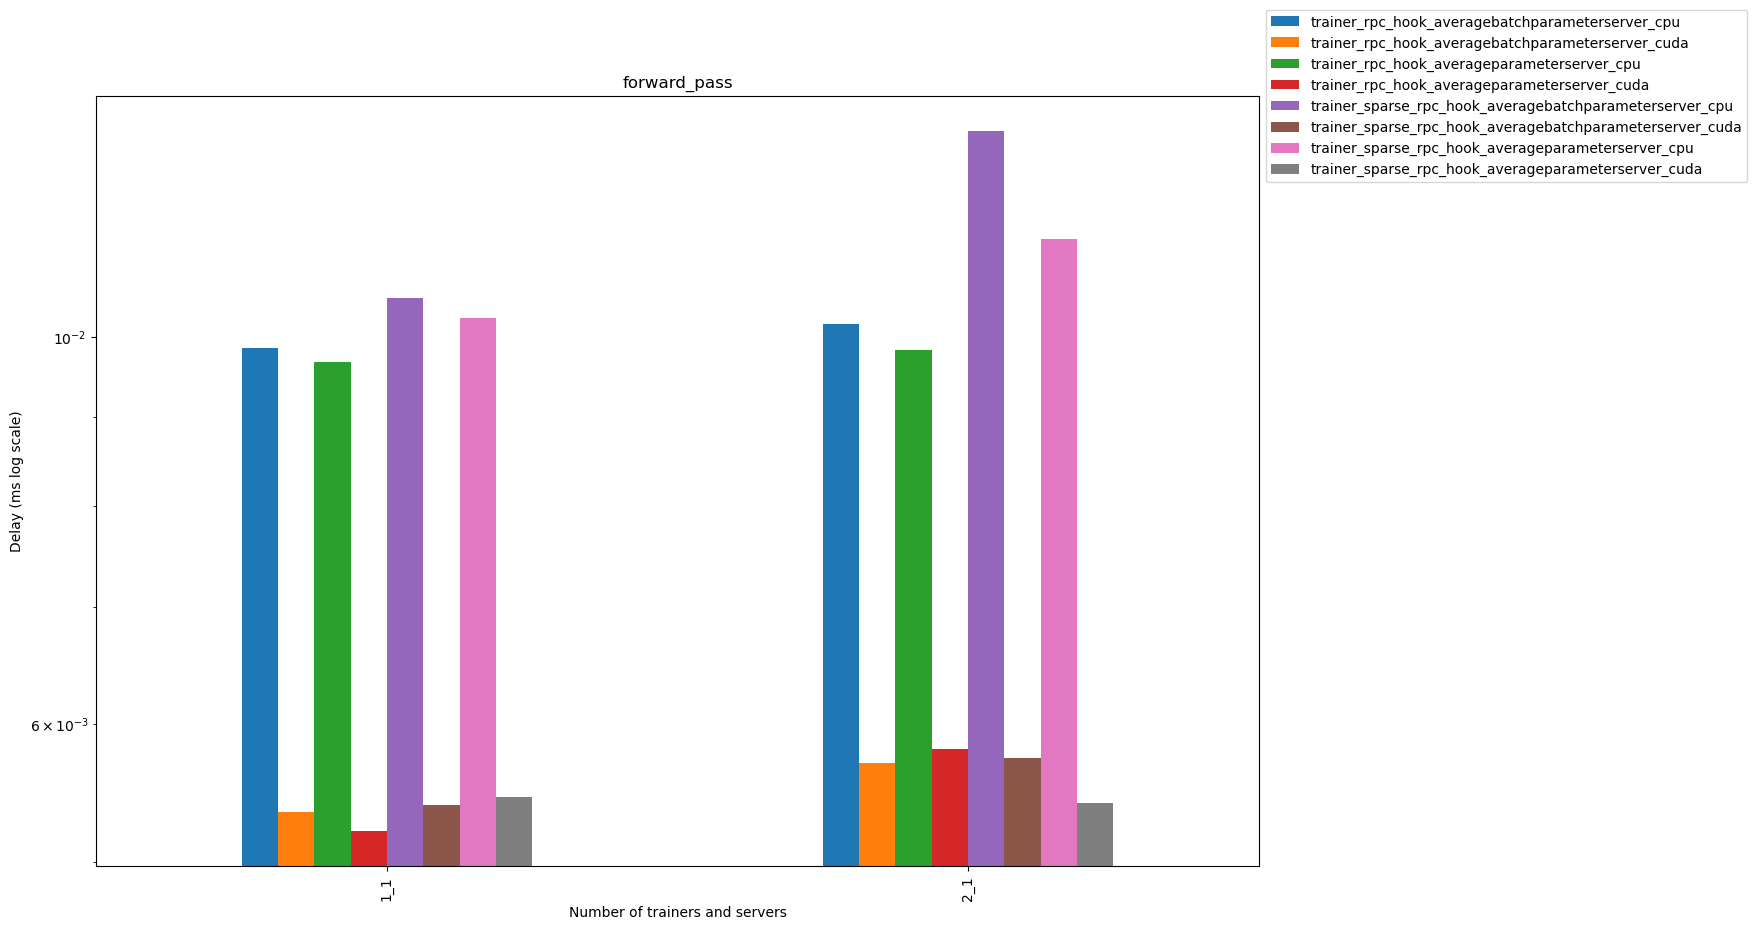 trainer_rpc_hook_averagebatchparameterserver_cpu
trainer_rpc_hook_averagebatchparameterserver_cuda
trainer_rpc_hook_averageparameterserver_cpu
trainer_rpc_hook_averageparameterserver_cuda
trainer_sparse_rpc_hook_averagebatchparameterserver_cpu
trainer_sparse_rpc_hook_averagebatchparameterserver_cuda
trainer_sparse_rpc_hook_averageparameterserver_cpu
trainer_sparse_rpc_hook_averageparameterserver_cuda
forward_pass
Delay (ms log scale)
10⁻²
6 × 10⁻³
1_1
2_1
Number of trainers and servers